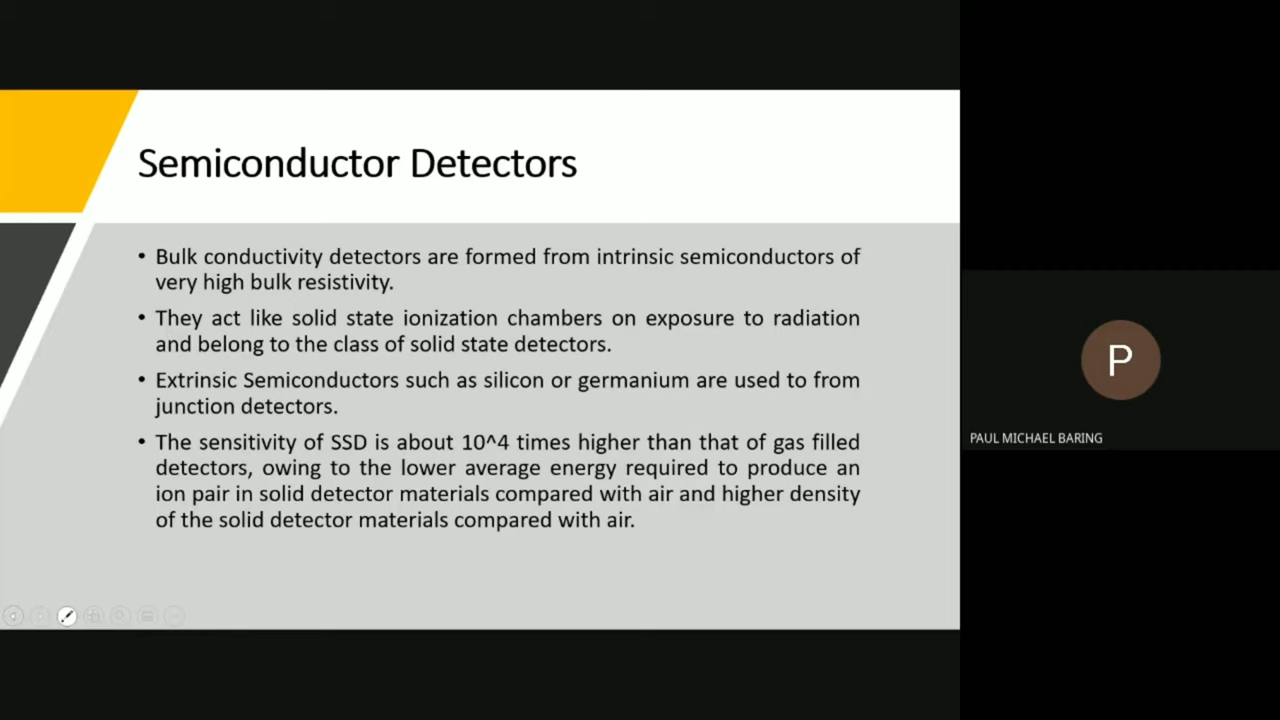 Semiconductor Detectors
• Bulk conductivity detectors are formed from intrinsic semiconductors of
very high bulk resistivity.
• They act like solid state ionization chambers on exposure to radiation
and belong to the class of solid state detectors.
• Extrinsic Semiconductors such as silicon or germanium are used to from
junction detectors.
• The sensitivity of SSD is about 10^4 times higher than that of gas filled
detectors, owing to the lower average energy required to produce an
ion pair in solid detector materials compared with air and higher density
of the solid detector materials compared with air.
P
PAUL MICHAEL BARING